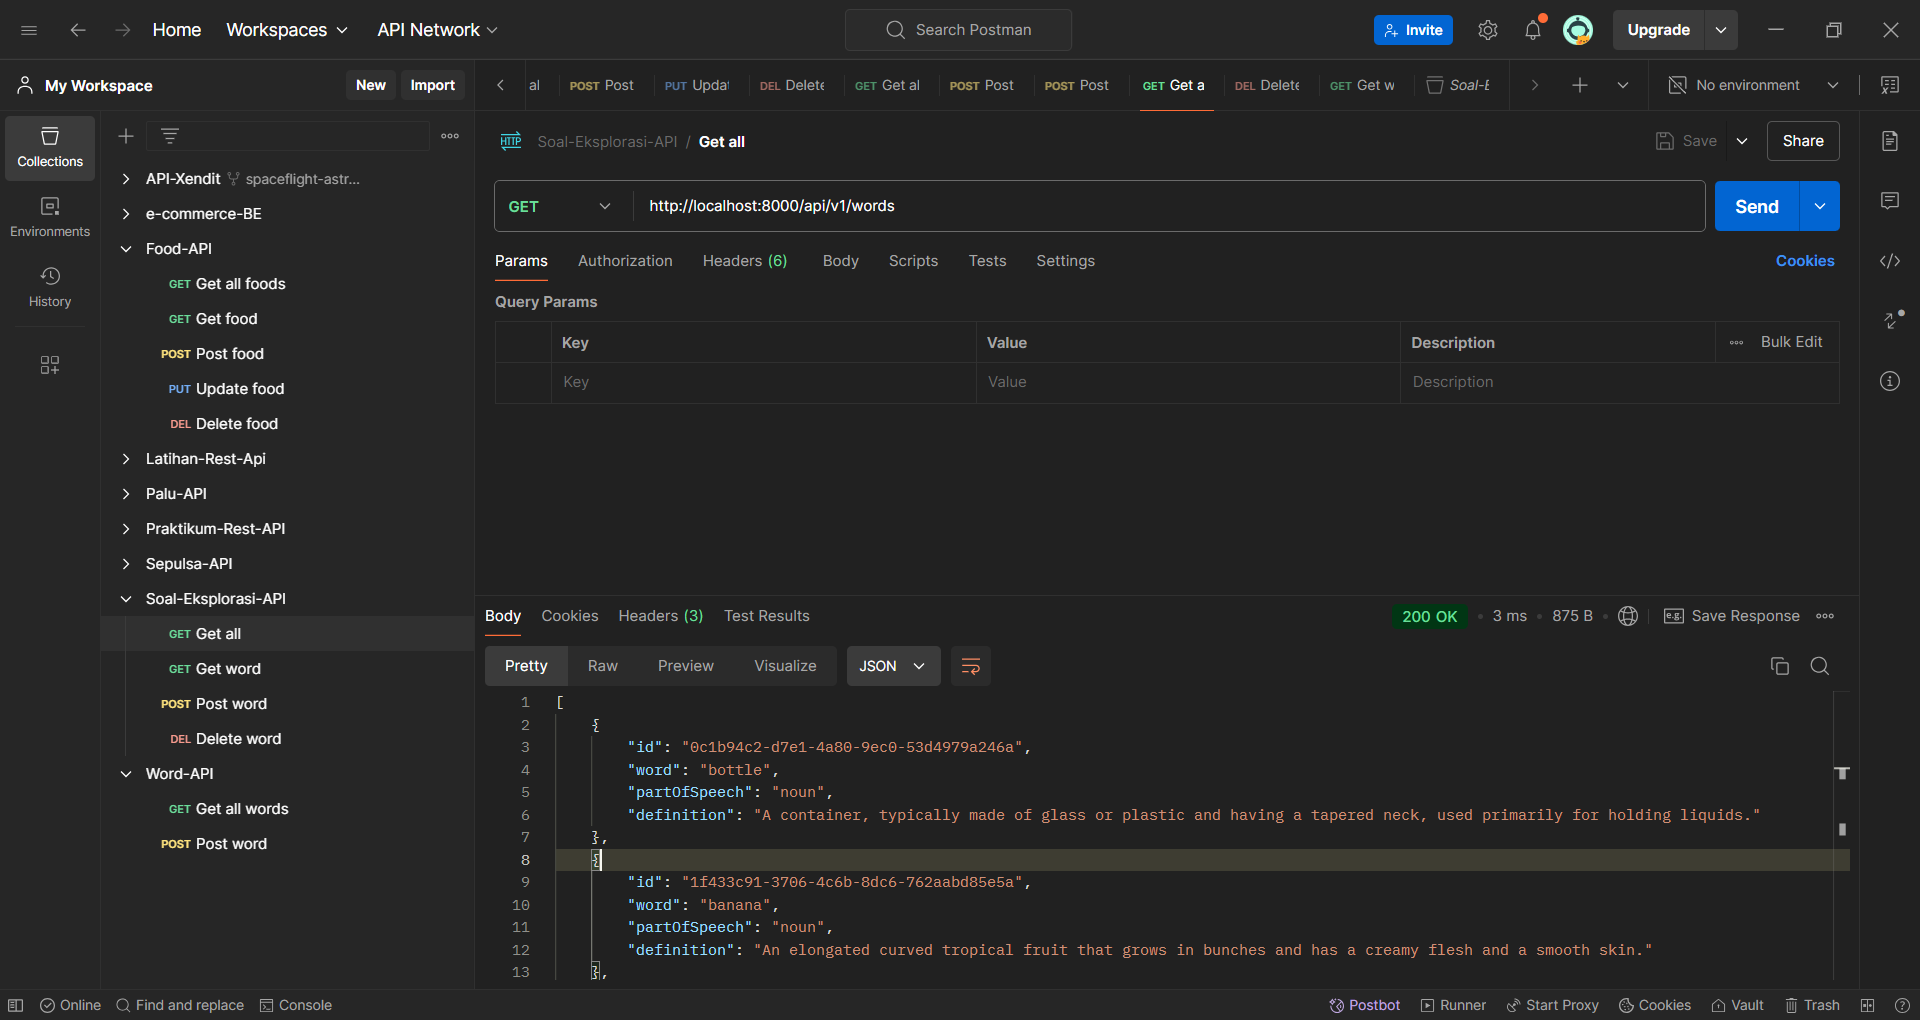 Home Workspaces API Network Search Postman Invite Upgrade
My Workspace New Import
al POST Post PUT Updat DEL Delete GET Get al POST Post POST Post GET Get a DEL Delete GET Get w Soal-E No environment
Collections
Environments
History
API-Xendit spaceflight-astr...
e-commerce-BE
Food-API
GET Get all foods
GET Get food
POST Post food
PUT Update food
DEL Delete food
Latihan-Rest-Api
Palu-API
Praktikum-Rest-API
Sepulsa-API
Soal-Eksplorasi-API
GET Get all
GET Get word
POST Post word
DEL Delete word
Word-API
GET Get all words
POST Post word
HTTP Soal-Eksplorasi-API / Get all Save Share
GET http://localhost:8000/api/v1/words Send
Params Authorization Headers (6) Body Scripts Tests Settings Cookies
Query Params
Key Value Description Bulk Edit
Key Value Description
Body Cookies Headers (3) Test Results 200 OK • 3 ms • 875 B • e.g. Save Response
Pretty Raw Preview Visualize JSON
1 [
2 {
3 "id": "0c1b94c2-d7e1-4a80-9ec0-53d4979a246a",
4 "word": "bottle",
5 "partOfSpeech": "noun",
6 "definition": "A container, typically made of glass or plastic and having a tapered neck, used primarily for holding liquids."
7 },
8 {
9 "id": "1f433c91-3706-4c6b-8dc6-762aabd85e5a",
10 "word": "banana",
11 "partOfSpeech": "noun",
12 "definition": "An elongated curved tropical fruit that grows in bunches and has a creamy flesh and a smooth skin."
13 },
Online Find and replace Console Postbot Runner Start Proxy Cookies Vault Trash